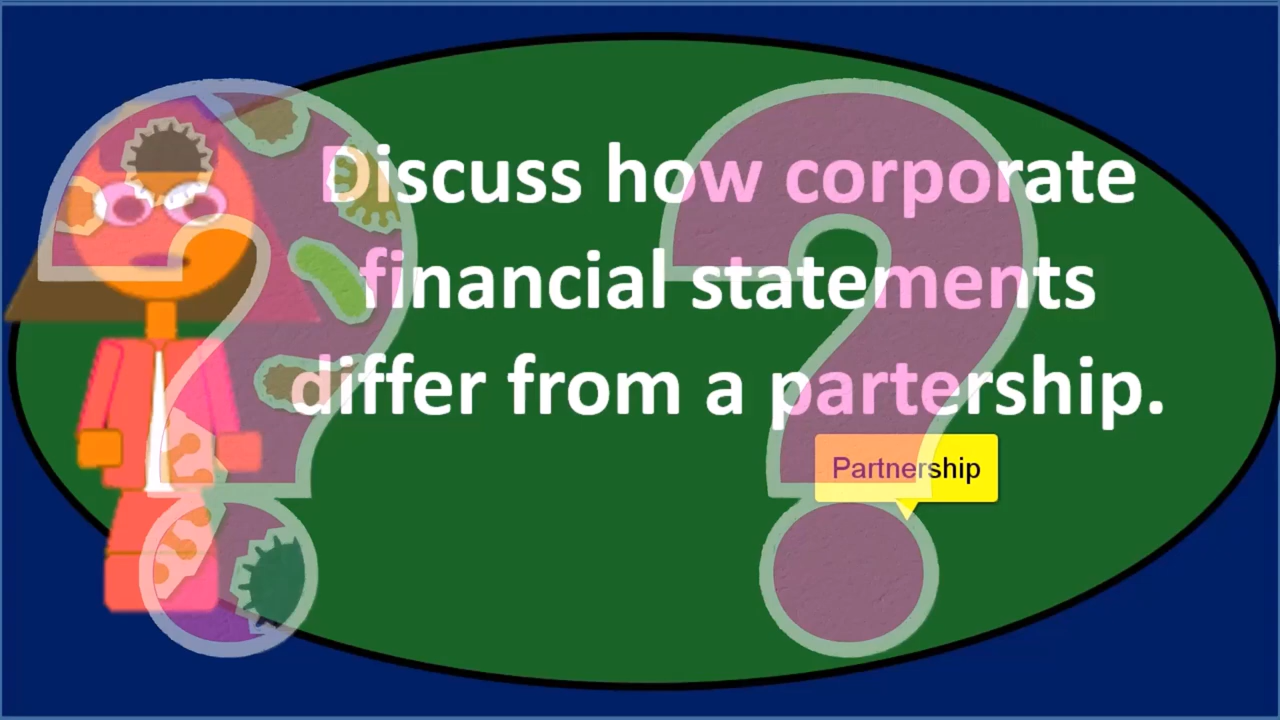 Discuss how corporate
financial statements
differ from a partership.
Partnership